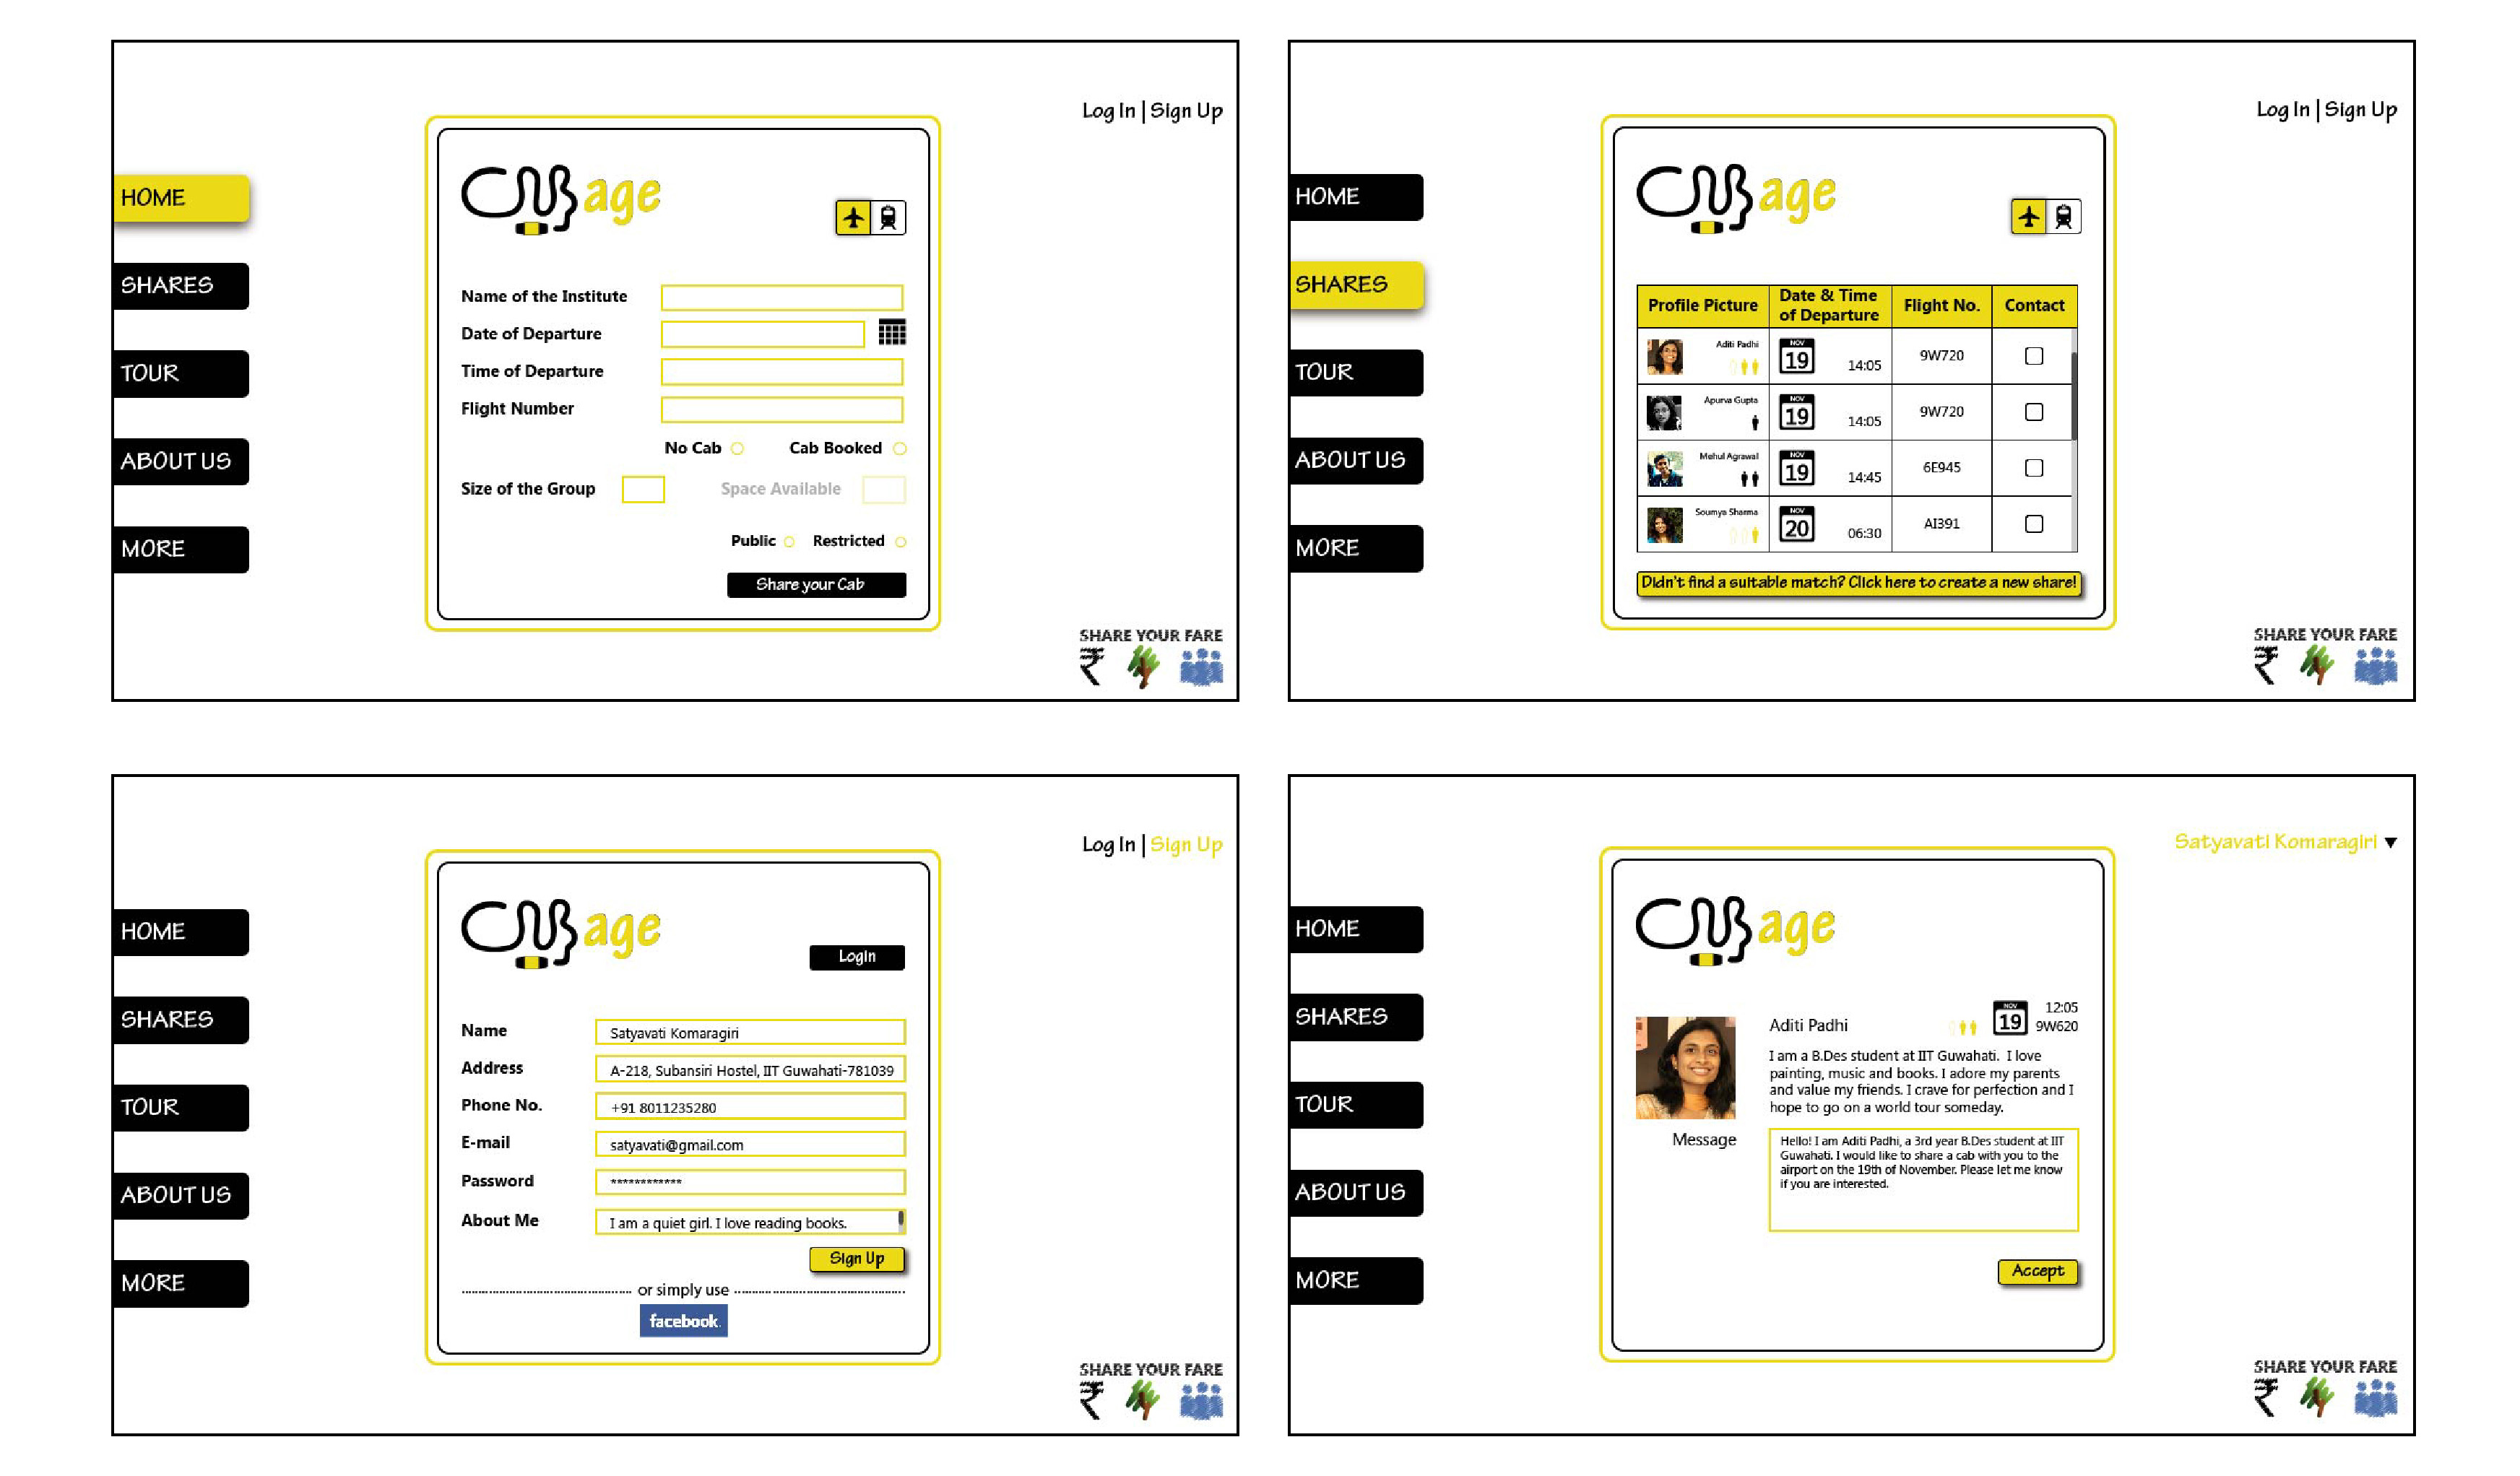 Log In | Sign Up
CABage
HOME
SHARES
TOUR
ABOUT US
MORE
Name of the Institute
Date of Departure
Time of Departure
Flight Number
No Cab
Cab Booked
Size of the Group
Space Available
Public
Restricted
Share your Cab
SHARE YOUR FARE
₹
Log In | Sign Up
CABage
HOME
SHARES
TOUR
ABOUT US
MORE
Profile Picture
Date & Time
of Departure
Flight No.
Contact
Aditi Padhi
NOV
19
14:05
9W720
Apurva Gupta
NOV
19
14:05
9W720
Mehul Agrawal
NOV
19
14:45
6E945
Soumya Sharma
NOV
20
06:30
AI391
Didn't find a suitable match? Click here to create a new share!
SHARE YOUR FARE
₹
Log In | Sign Up
CABage
Login
HOME
SHARES
TOUR
ABOUT US
MORE
Name
Satyavati Komaragiri
Address
A-218, Subansiri Hostel, IIT Guwahati-781039
Phone No.
+91 8011235280
E-mail
satyavati@gmail.com
Password
************
About Me
I am a quiet girl. I love reading books.
Sign Up
or simply use
facebook.
SHARE YOUR FARE
₹
Satyavati Komaragiri ▼
CABage
HOME
SHARES
TOUR
ABOUT US
MORE
Aditi Padhi
NOV
19
12:05
9W620
I am a B.Des student at IIT Guwahati. I love
painting, music and books. I adore my parents
and value my friends. I crave for perfection and I
hope to go on a world tour someday.
Message
Hello! I am Aditi Padhi, a 3rd year B.Des student at IIT
Guwahati. I would like to share a cab with you to the
airport on the 19th of November. Please let me know
if you are interested.
Accept
SHARE YOUR FARE
₹